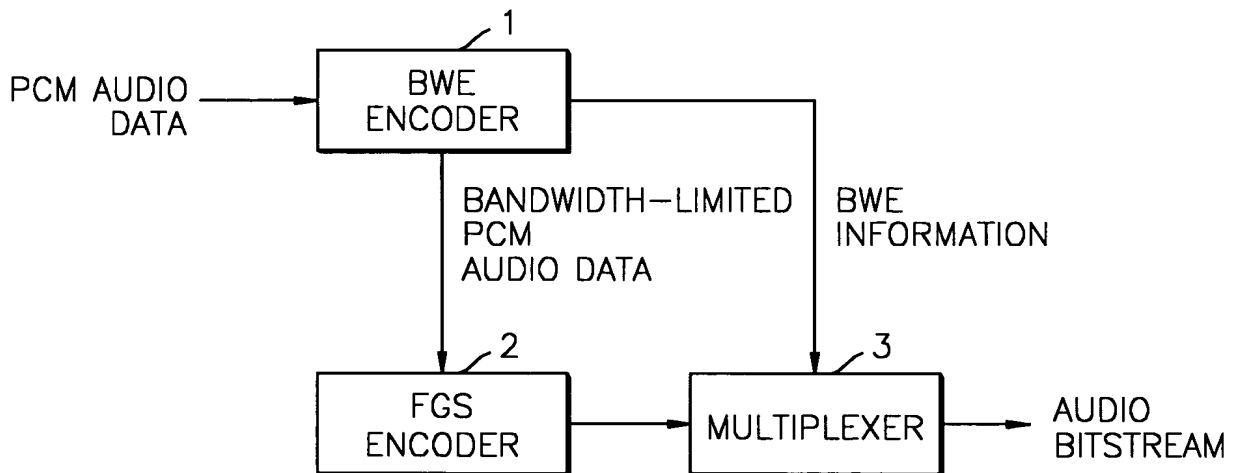 1
PCM AUDIO
DATA
BWE
ENCODER
BANDWIDTH-LIMITED
PCM
AUDIO DATA
BWE
INFORMATION
2
FGS
ENCODER
3
MULTIPLEXER
AUDIO
BITSTREAM